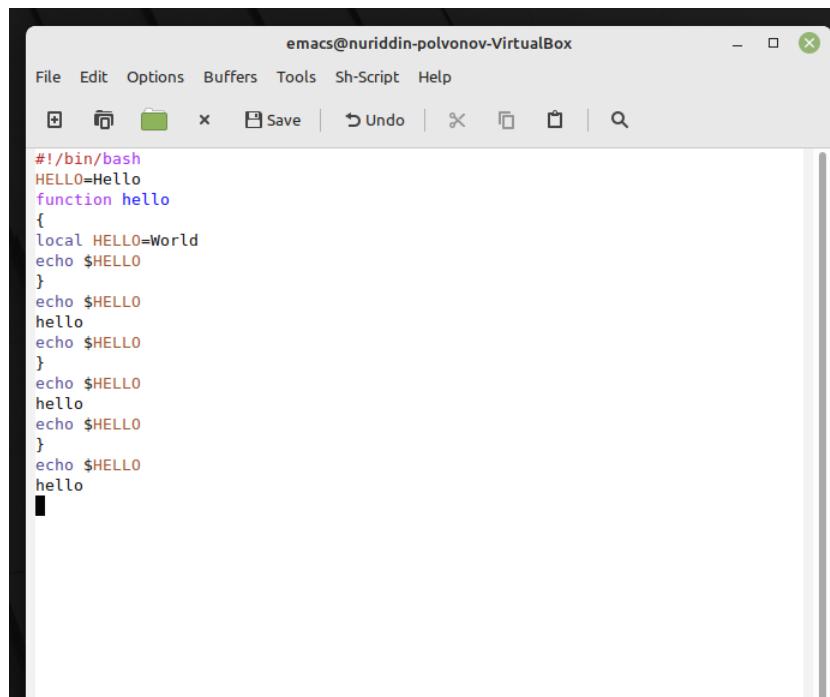 emacs@nuriddin-polvonov-VirtualBox
File Edit Options Buffers Tools Sh-Script Help
Save Undo
#!/bin/bash
HELLO=Hello
function hello
{
local HELLO=World
echo $HELLO
}
echo $HELLO
hello
echo $HELLO
}
echo $HELLO
hello
echo $HELLO
}
echo $HELLO
hello